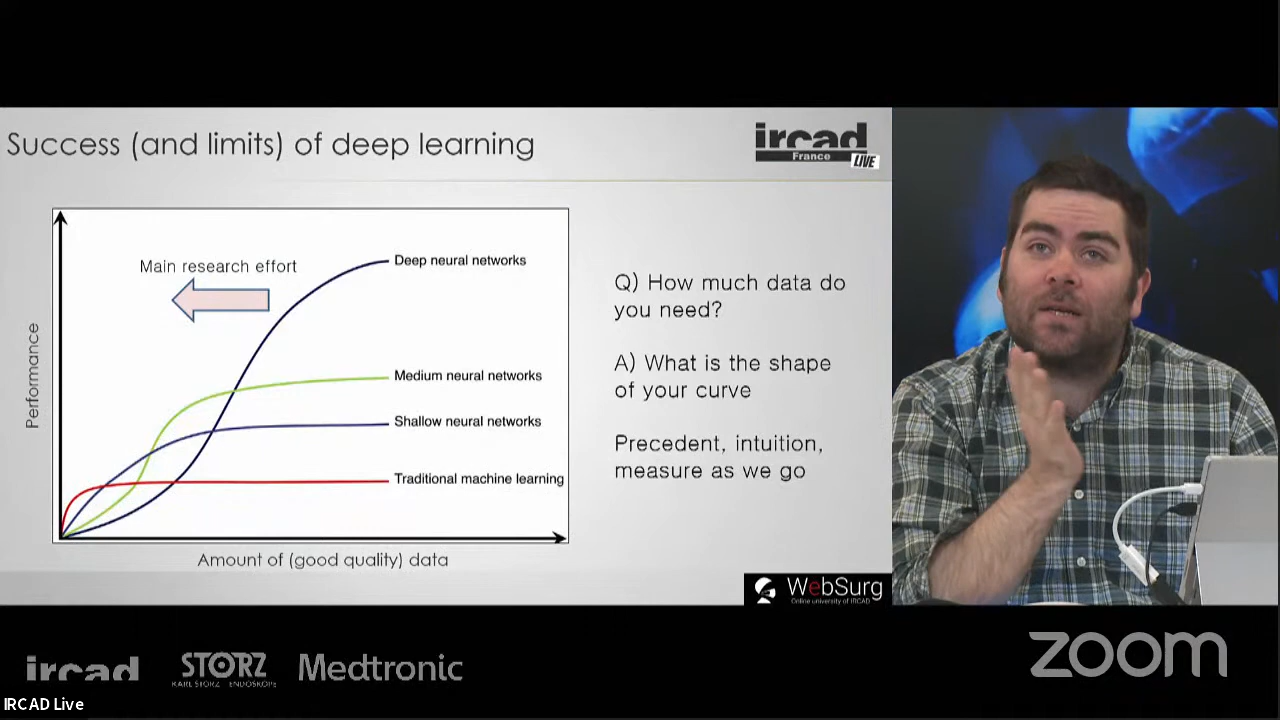 Success (and limits) of deep learning
ircad
France
LIVE
Main research effort
Deep neural networks
Medium neural networks
Shallow neural networks
Traditional machine learning
Performance
Amount of (good quality) data
Q) How much data do
you need?
A) What is the shape
of your curve
Precedent, intuition,
measure as we go
WebSurg
Online university of IRCAD
ircad
STORZ
KARL STORZ - ENDOSKOPE
Medtronic
zoom
IRCAD Live